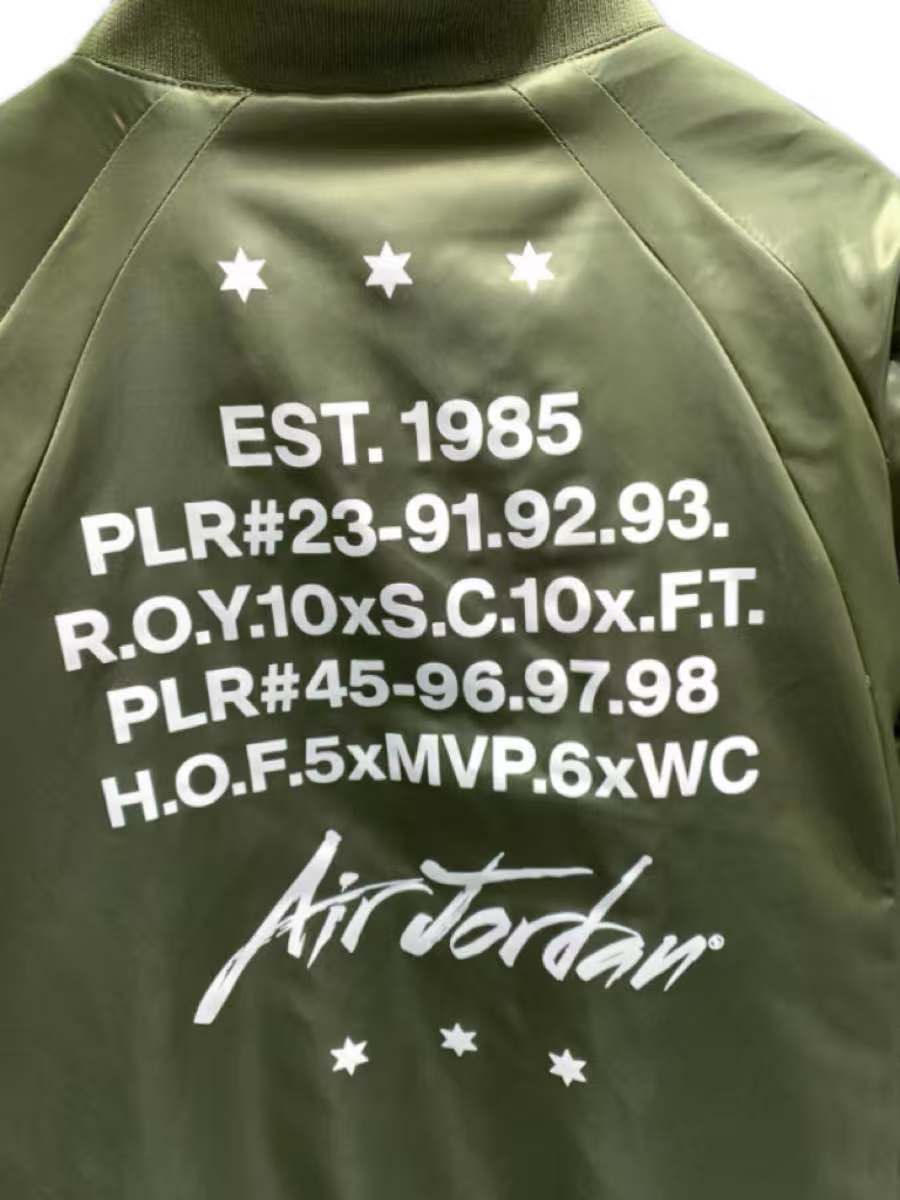 EST. 1985
PLR#23-91.92.93.
R.O.Y.10xS.C.10x.F.T.
PLR#45-96.97.98
H.O.F.5xMVP.6xWC
Air Jordan®